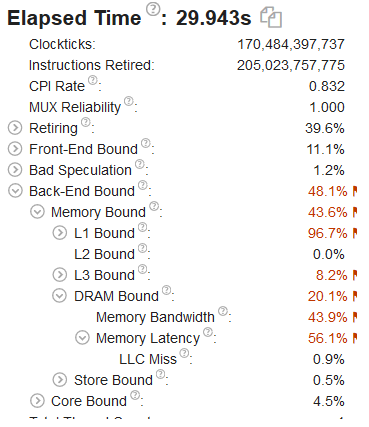 Elapsed Time ?: 29.943s
Clockticks: 170,484,397,737
Instructions Retired: 205,023,757,775
CPI Rate ?: 0.832
MUX Reliability ?: 1.000
Retiring ?: 39.6%
Front-End Bound ?: 11.1%
Bad Speculation ?: 1.2%
Back-End Bound ?: 48.1%
Memory Bound ?: 43.6%
L1 Bound ?: 96.7%
L2 Bound ?: 0.0%
L3 Bound ?: 8.2%
DRAM Bound ?: 20.1%
Memory Bandwidth ?: 43.9%
Memory Latency ?: 56.1%
LLC Miss ?: 0.9%
Store Bound ?: 0.5%
Core Bound ?: 4.5%